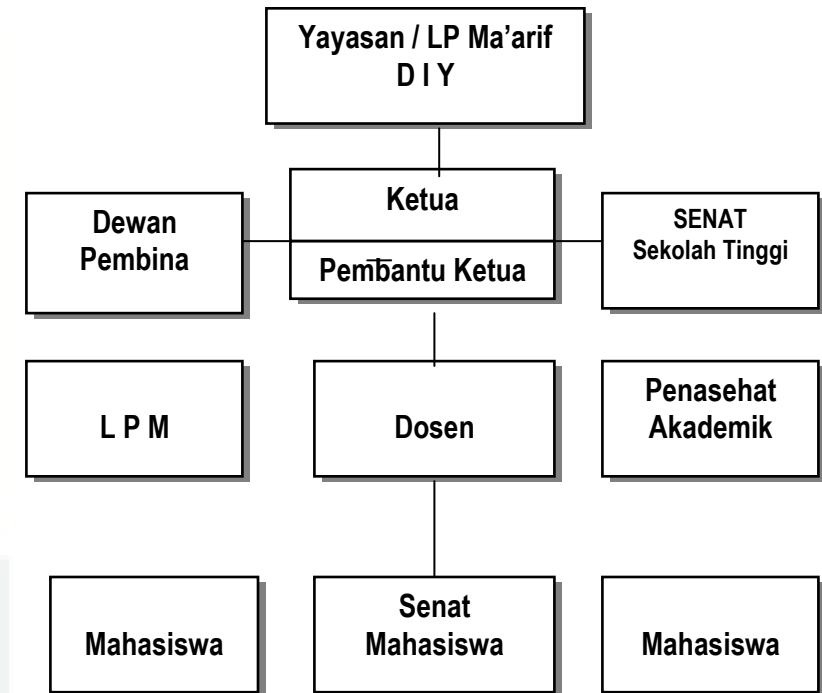 Yayasan / LP Ma’arif
D I Y
Ketua
Dewan
Pembina
SENAT
Sekolah Tinggi
Pembantu Ketua
L P M
Dosen
Penasehat
Akademik
Mahasiswa
Senat
Mahasiswa
Mahasiswa